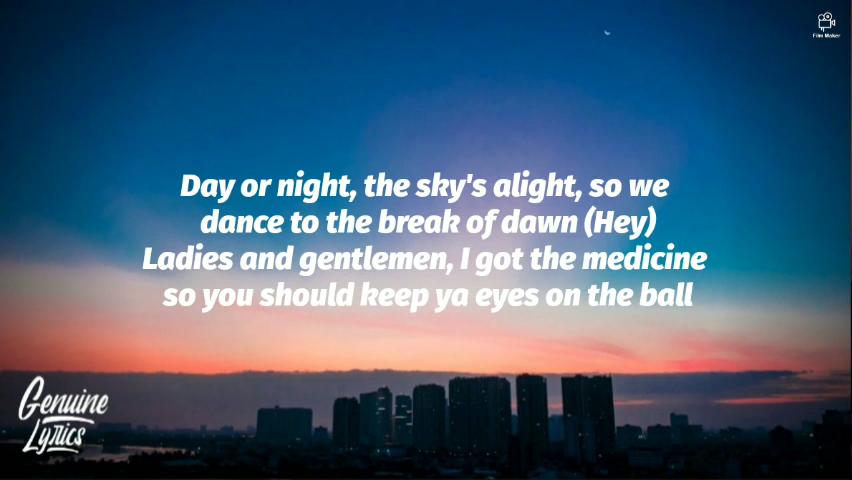 Film Maker
Day or night, the sky's alight, so we
dance to the break of dawn (Hey)
Ladies and gentlemen, I got the medicine
so you should keep ya eyes on the ball
Genuine
Lyrics